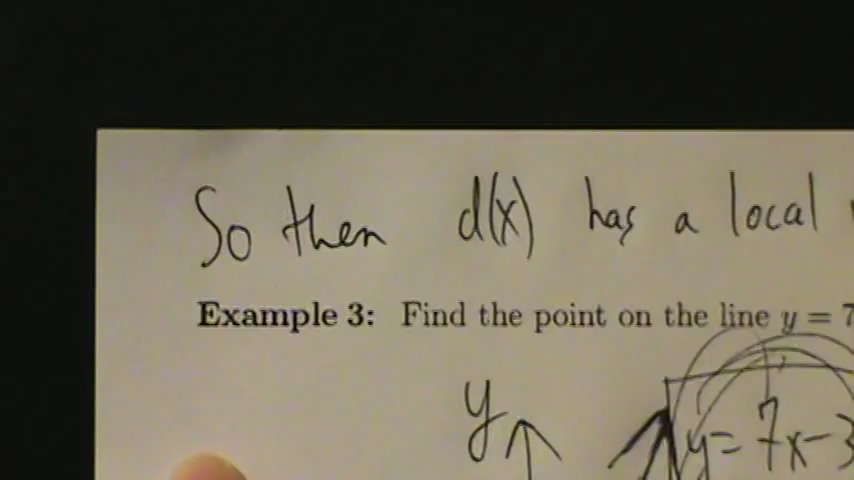 So then d(x) has a local
Example 3: Find the point on the line y = 7
y
y = 7x - 3